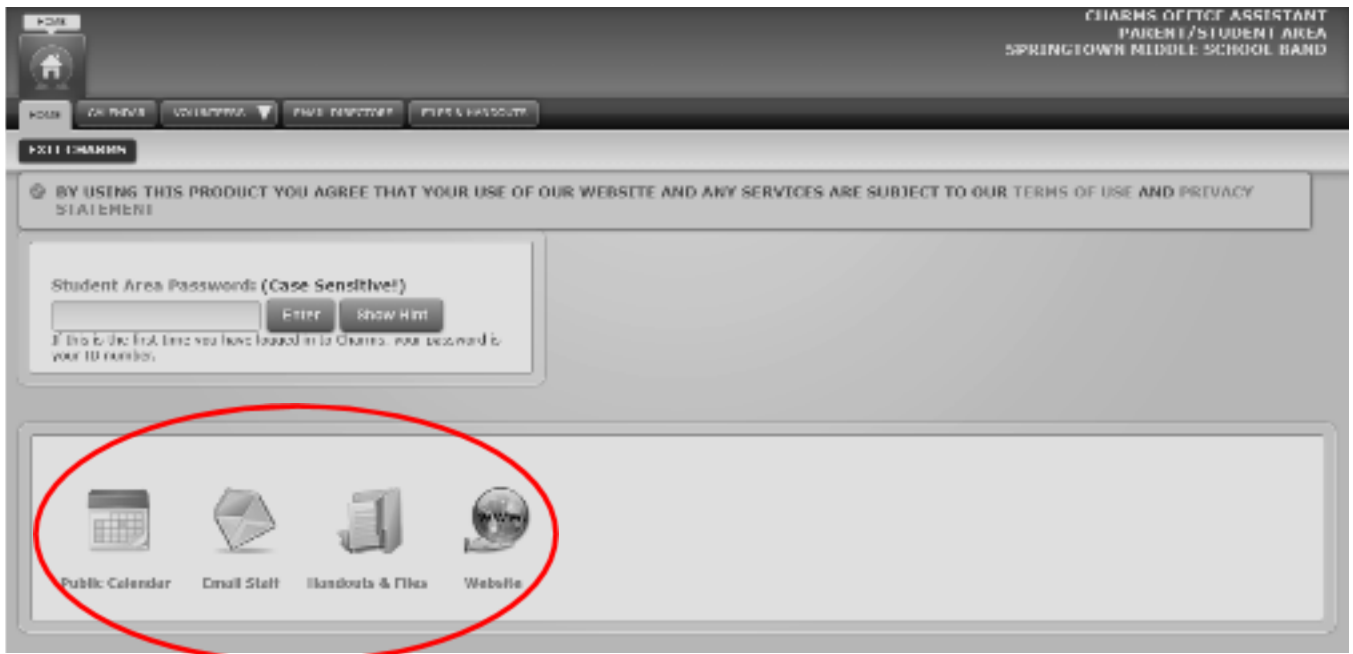 HOME
CHARMS OFFICE ASSISTANT
PARENT/STUDENT AREA
SPRINGTOWN MIDDLE SCHOOL BAND
HOME CALENDAR VOLUNTEERS EMAIL DIRECTORY FILES & HANDOUTS
EXIT CHARMS
BY USING THIS PRODUCT YOU AGREE THAT YOUR USE OF OUR WEBSITE AND ANY SERVICES ARE SUBJECT TO OUR TERMS OF USE AND PRIVACY
STATEMENT
Student Area Password: (Case Sensitive!)
Enter Show Hint
If this is the first time you have logged in to Charms, your password is
your ID number.
www
Public Calendar Email Staff Handouts & Files Website